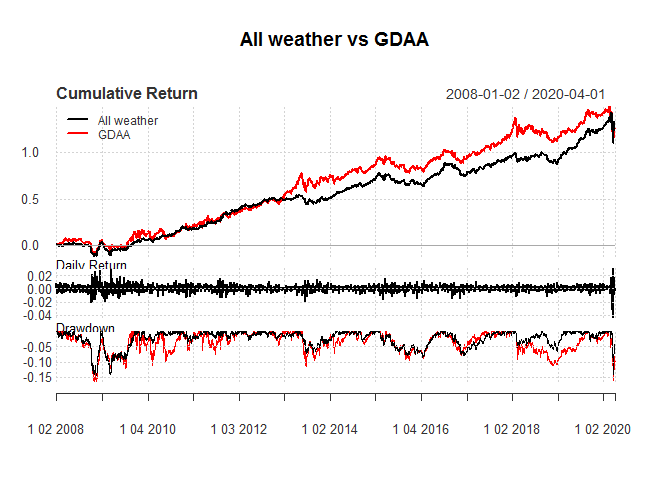 All weather vs GDAA
Cumulative Return 2008-01-02 / 2020-04-01
All weather
GDAA
1.0
0.5
0.0
Daily Return
0.02
0.00
-0.02
-0.04
Drawdown
-0.05
-0.10
-0.15
1 02 2008 1 04 2010 1 03 2012 1 02 2014 1 04 2016 1 02 2018 1 02 2020